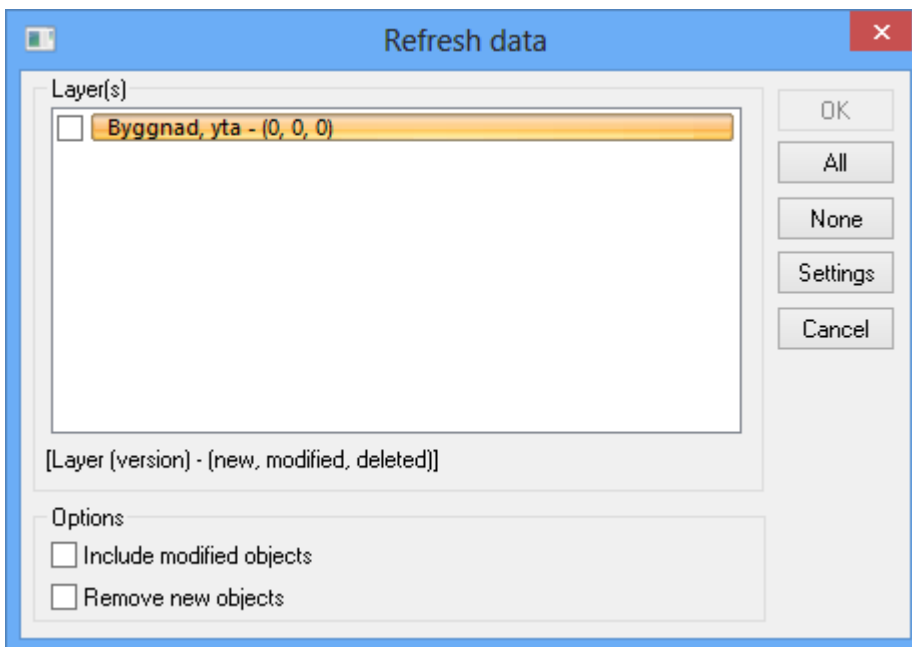 Refresh data
Layer(s)
Byggnad, yta - (0, 0, 0)
[Layer (version) - (new, modified, deleted)]
OK
All
None
Settings
Cancel
Options
Include modified objects
Remove new objects